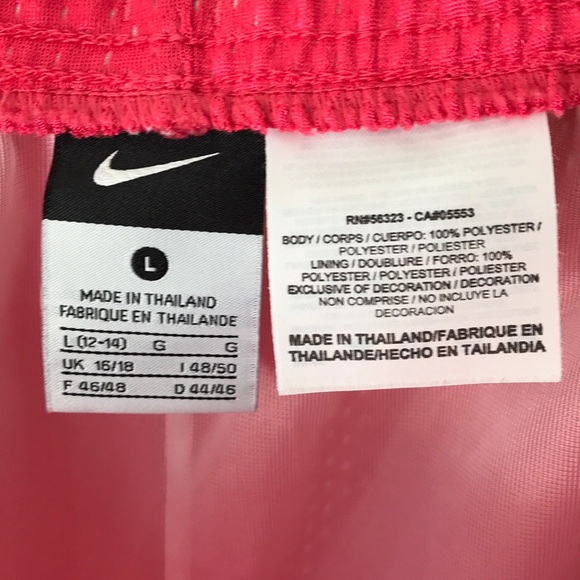 L
MADE IN THAILAND
FABRIQUE EN THAILANDE
L (12-14) G G
UK 16/18 I 48/50
F 46/48 D 44/46
RN#56323 - CA#05553
BODY / CORPS / CUERPO: 100% POLYESTER /
POLYESTER / POLIESTER
LINING / DOUBLURE / FORRO: 100%
POLYESTER / POLYESTER / POLIESTER
EXCLUSIVE OF DECORATION / DECORATION
NON COMPRISE / NO INCLUYE LA
DECORACION
MADE IN THAILAND/FABRIQUE EN
THAILANDE/HECHO EN TAILANDIA